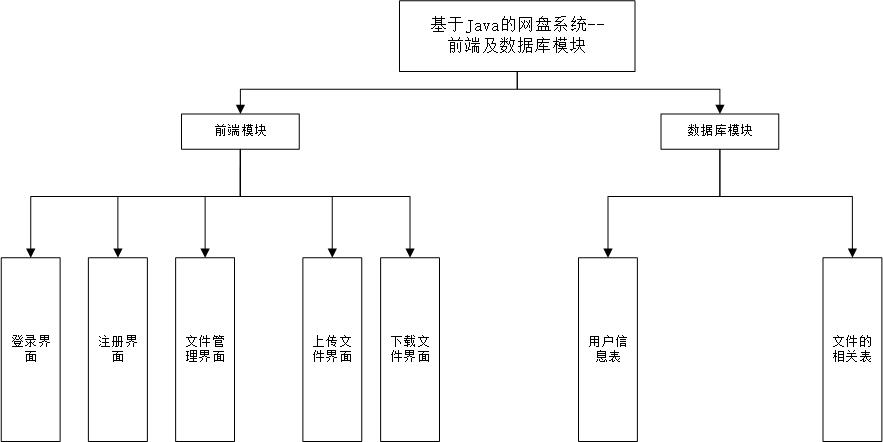 基于Java的网盘系统--
前端及数据库模块
前端模块
数据库模块
登录界
面
注册界
面
文件管
理界面
上传文
件界面
下载文
件界面
用户信
息表
文件的
相关表